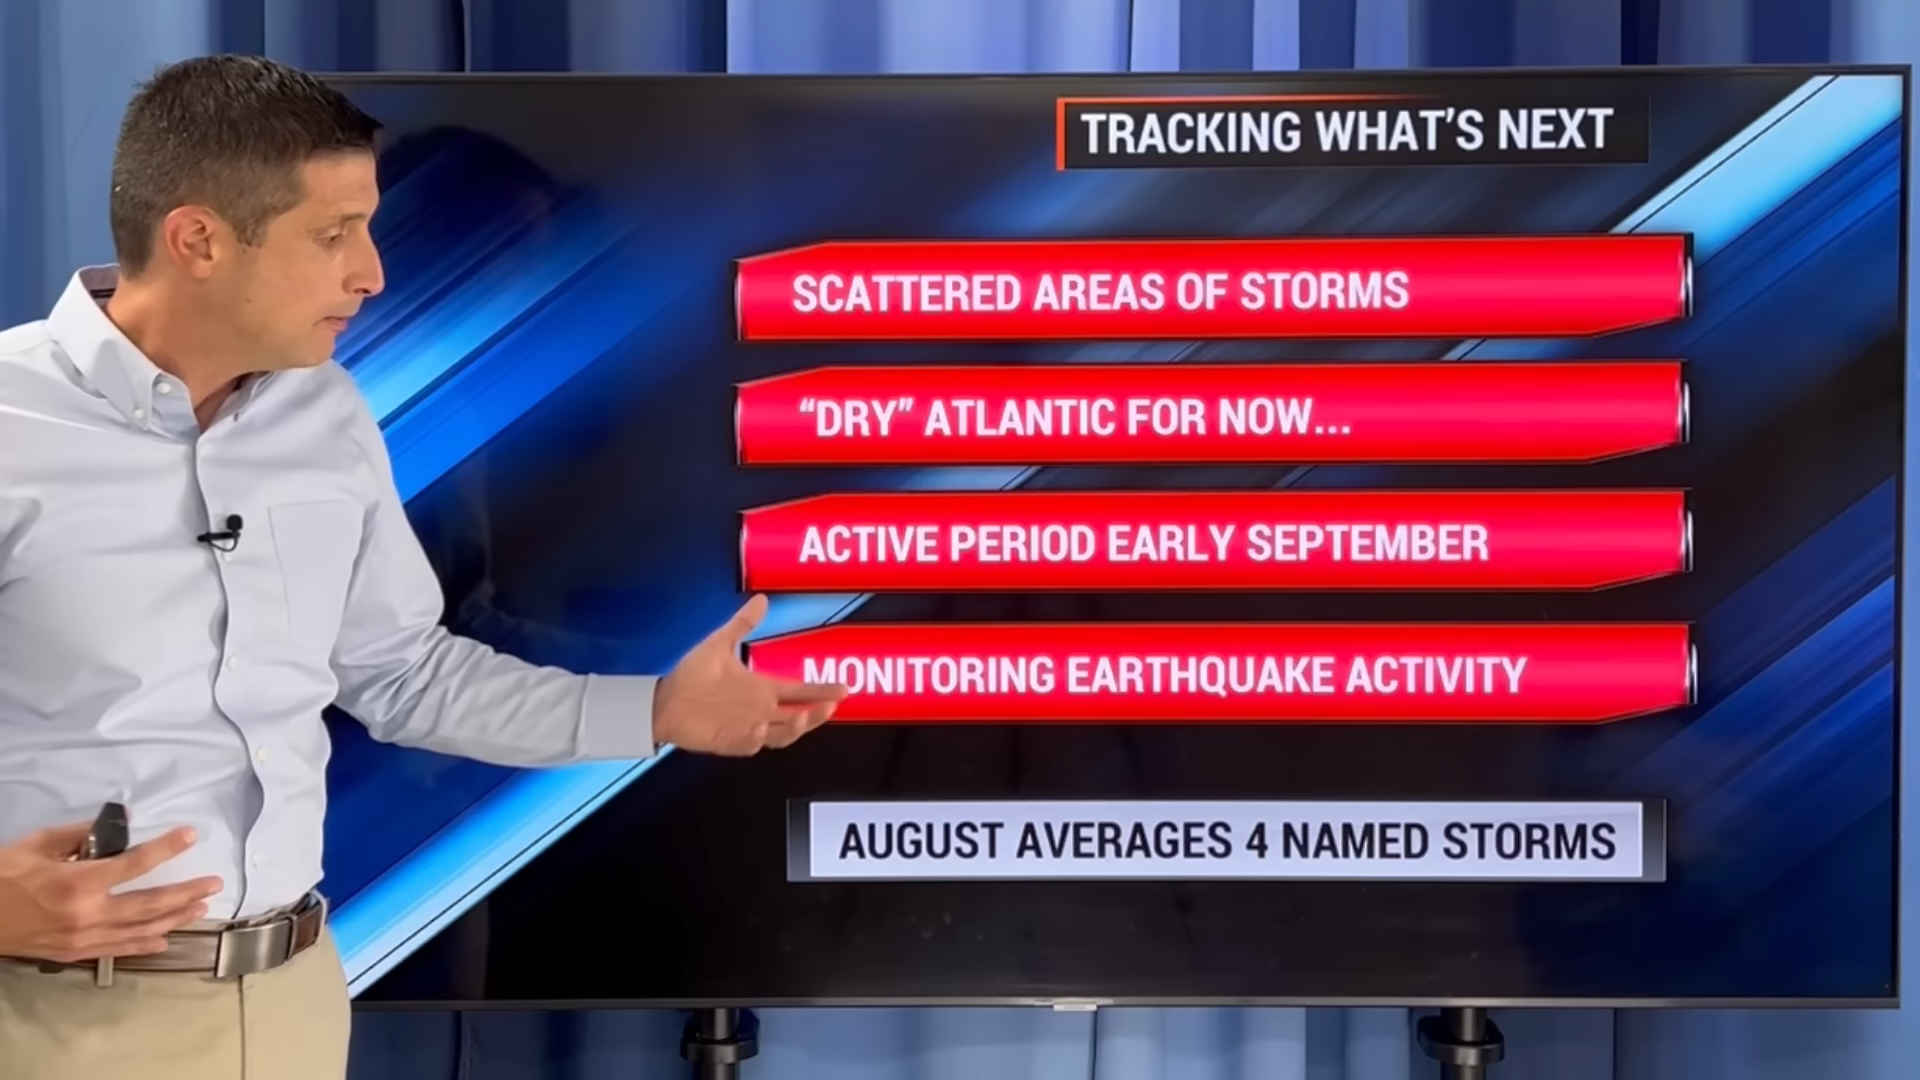 TRACKING WHAT'S NEXT
SCATTERED AREAS OF STORMS
“DRY” ATLANTIC FOR NOW...
ACTIVE PERIOD EARLY SEPTEMBER
MONITORING EARTHQUAKE ACTIVITY
AUGUST AVERAGES 4 NAMED STORMS